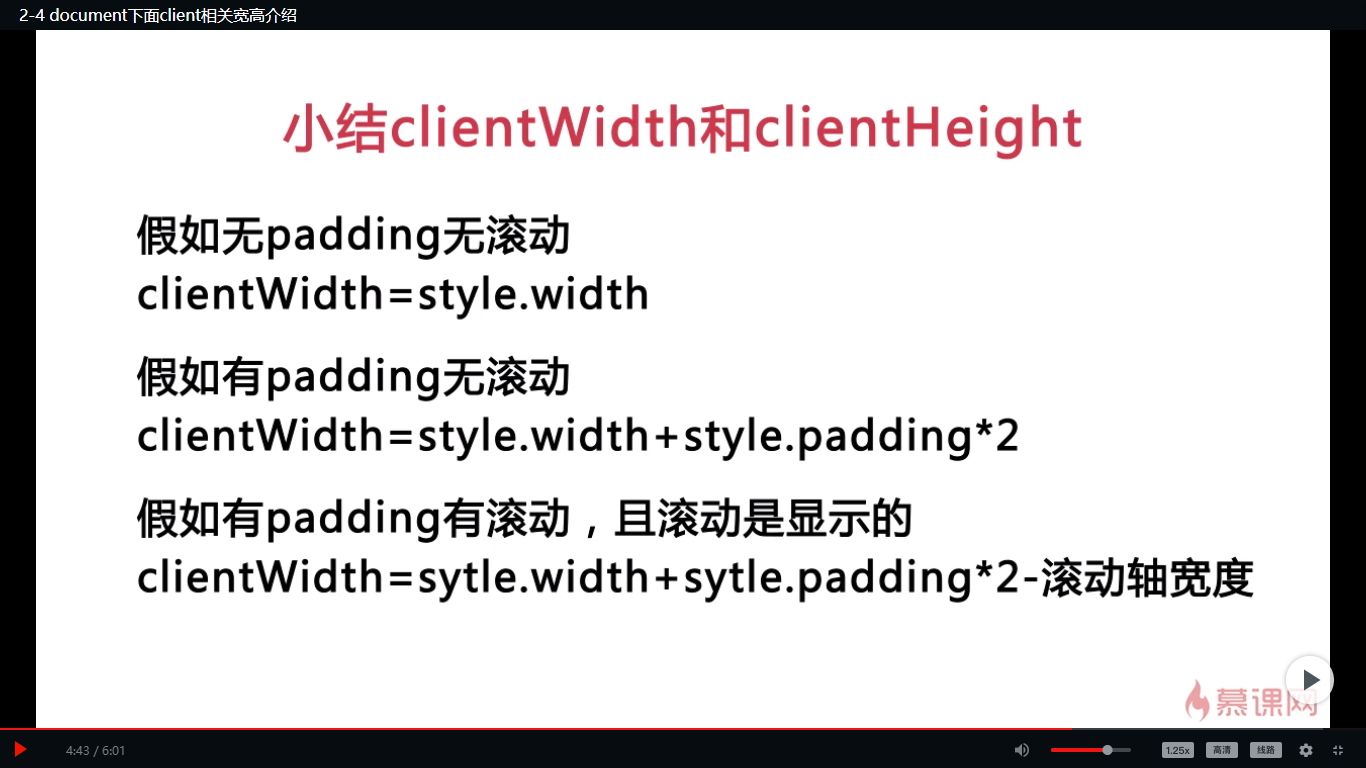 2-4 document下面client相关宽高介绍
小结clientWidth和clientHeight
假如无padding无滚动
clientWidth=style.width
假如有padding无滚动
clientWidth=style.width+style.padding*2
假如有padding有滚动，且滚动是显示的
clientWidth=sytle.width+sytle.padding*2-滚动轴宽度
慕课网
4:43 / 6:01
1.25x
高清
线路